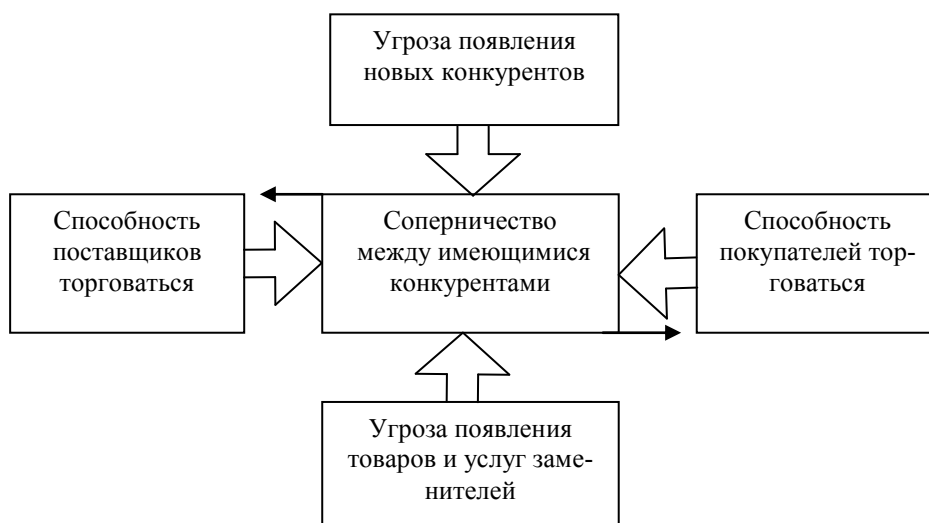 Угроза появления
новых конкурентов
Способность
поставщиков
торговаться
Соперничество
между имеющимися
конкурентами
Способность
покупателей тор-
говаться
Угроза появления
товаров и услуг заме-
нителей